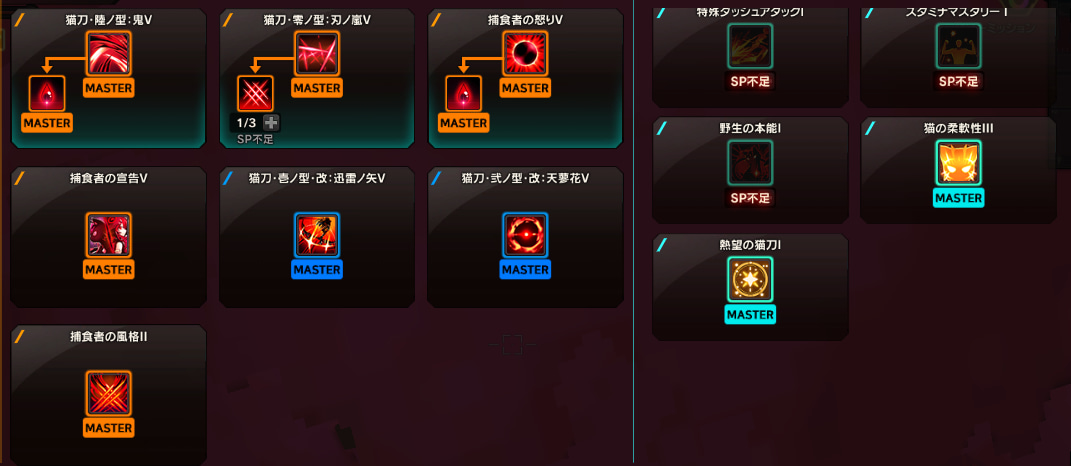 猫刀・陸ノ型：鬼V
MASTER
MASTER
猫刀・零ノ型：刃ノ嵐V
MASTER
1/3
SP不足
捕食者の怒りV
MASTER
MASTER
捕食者の宣告V
MASTER
猫刀・壱ノ型・改：迅雷ノ矢V
MASTER
猫刀・弐ノ型・改：天夢花V
MASTER
捕食者の風格II
MASTER
特殊ダッシュアタックI
SP不足
スタミナマスタリー I
SP不足
野生の本能I
SP不足
猫の柔軟性III
MASTER
熱望の猫刀I
MASTER